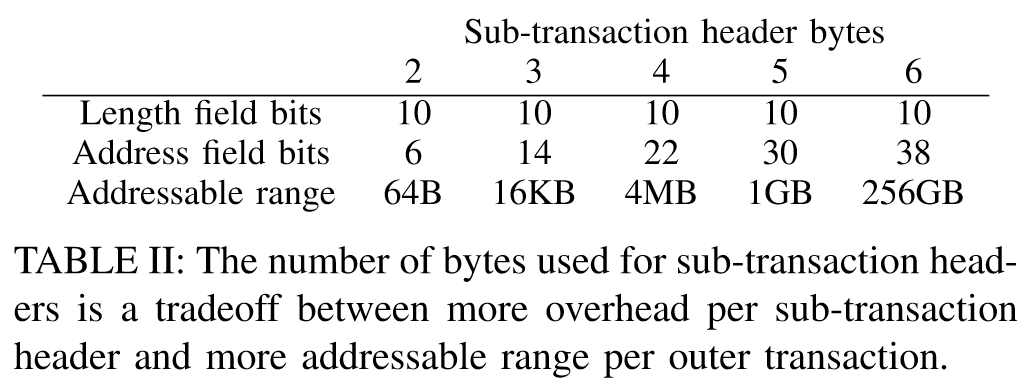 Sub-transaction header bytes
2 3 4 5 6
Length field bits 10 10 10 10 10
Address field bits 6 14 22 30 38
Addressable range 64B 16KB 4MB 1GB 256GB
TABLE II: The number of bytes used for sub-transaction head-
ers is a tradeoff between more overhead per sub-transaction
header and more addressable range per outer transaction.